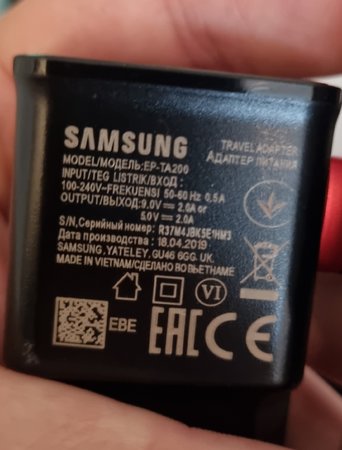 SAMSUNG
TRAVEL ADAPTER
АДАПТЕР ПИТАНИЯ
MODEL/МОДЕЛЬ:EP-TA200
INPUT/TEG LISTRIK/ВХОД :
100-240V~FREKUENSI 50-60 Hz 0.5A
OUTPUT/ВЫХОД: 9.0V ⎓ 2.0A or
5.0V ⎓ 2.0A
S/N,Серийный номер: R37M4JBK5E1HM3
Дата производства : 18.04.2019
SAMSUNG ,YATELEY, GU46 6GG. UK.
MADE IN VIETNAM/СДЕЛАНО ВО ВЬЕТНАМЕ
VI
EBE
EAC CE